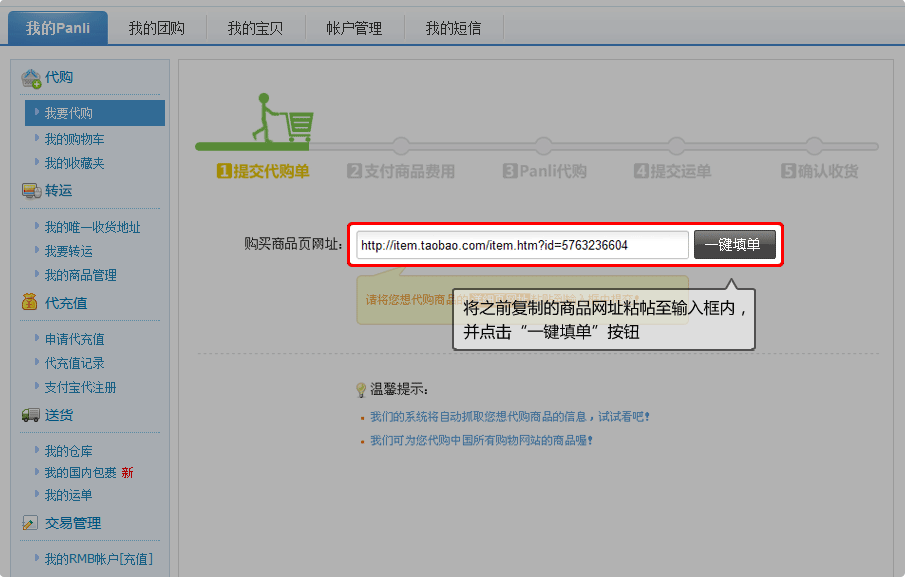 我的Panli
我的团购
我的宝贝
帐户管理
我的短信
代购
我要代购
我的购物车
我的收藏夹
转运
我的唯一收货地址
我要转运
我的商品管理
代充值
申请代充值
代充值记录
支付宝代注册
送货
我的仓库
我的国内包裹 新
我的运单
交易管理
我的RMB帐户[充值]
1提交代购单
2支付商品费用
3Panli代购
4提交运单
5确认收货
购买商品页网址:
http://item.taobao.com/item.htm?id=5763236604
一键填单
请将您想代购商品的
将之前复制的商品网址粘帖至输入框内，
并点击“一键填单”按钮
温馨提示:
我们的系统将自动抓取您想代购商品的信息，试试看吧!
我们可为您代购中国所有购物网站的商品喔!